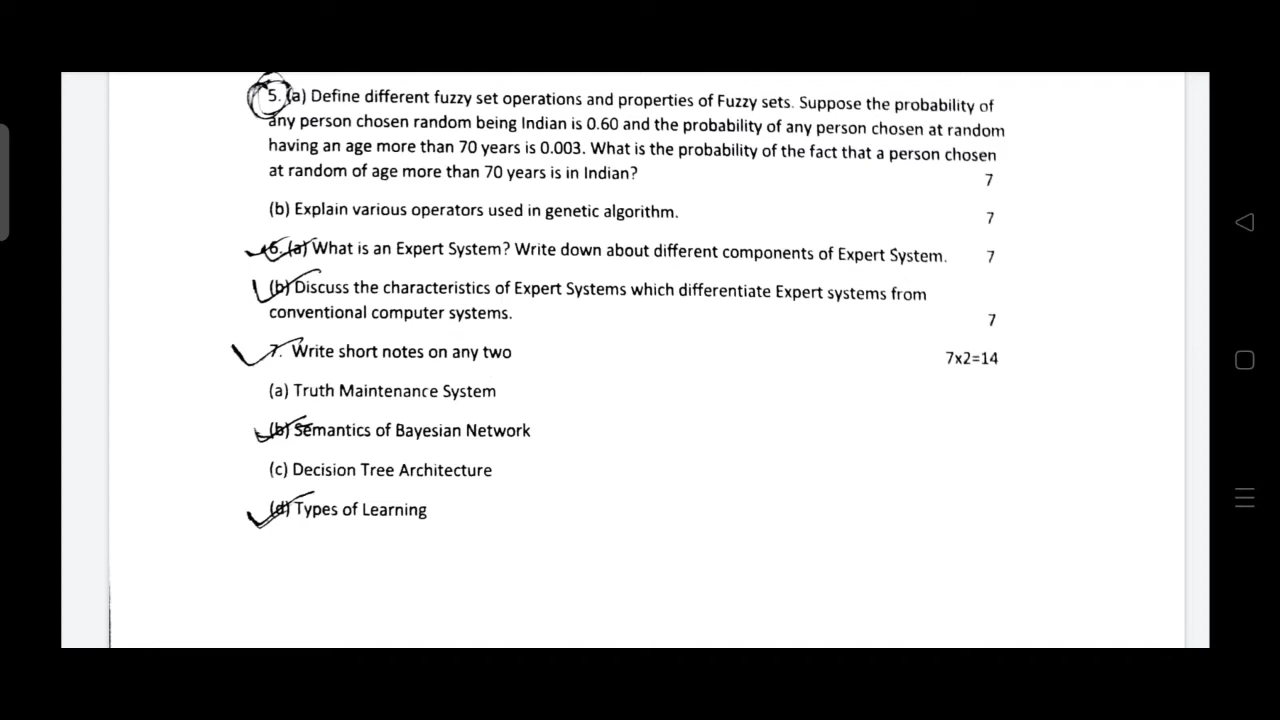 5. (a) Define different fuzzy set operations and properties of Fuzzy sets. Suppose the probability of
any person chosen random being Indian is 0.60 and the probability of any person chosen at random
having an age more than 70 years is 0.003. What is the probability of the fact that a person chosen
at random of age more than 70 years is in Indian?
7
(b) Explain various operators used in genetic algorithm. 7
6. (a) What is an Expert System? Write down about different components of Expert System. 7
(b) Discuss the characteristics of Expert Systems which differentiate Expert systems from
conventional computer systems.
7
7. Write short notes on any two 7x2=14
(a) Truth Maintenance System
(b) Semantics of Bayesian Network
(c) Decision Tree Architecture
(d) Types of Learning